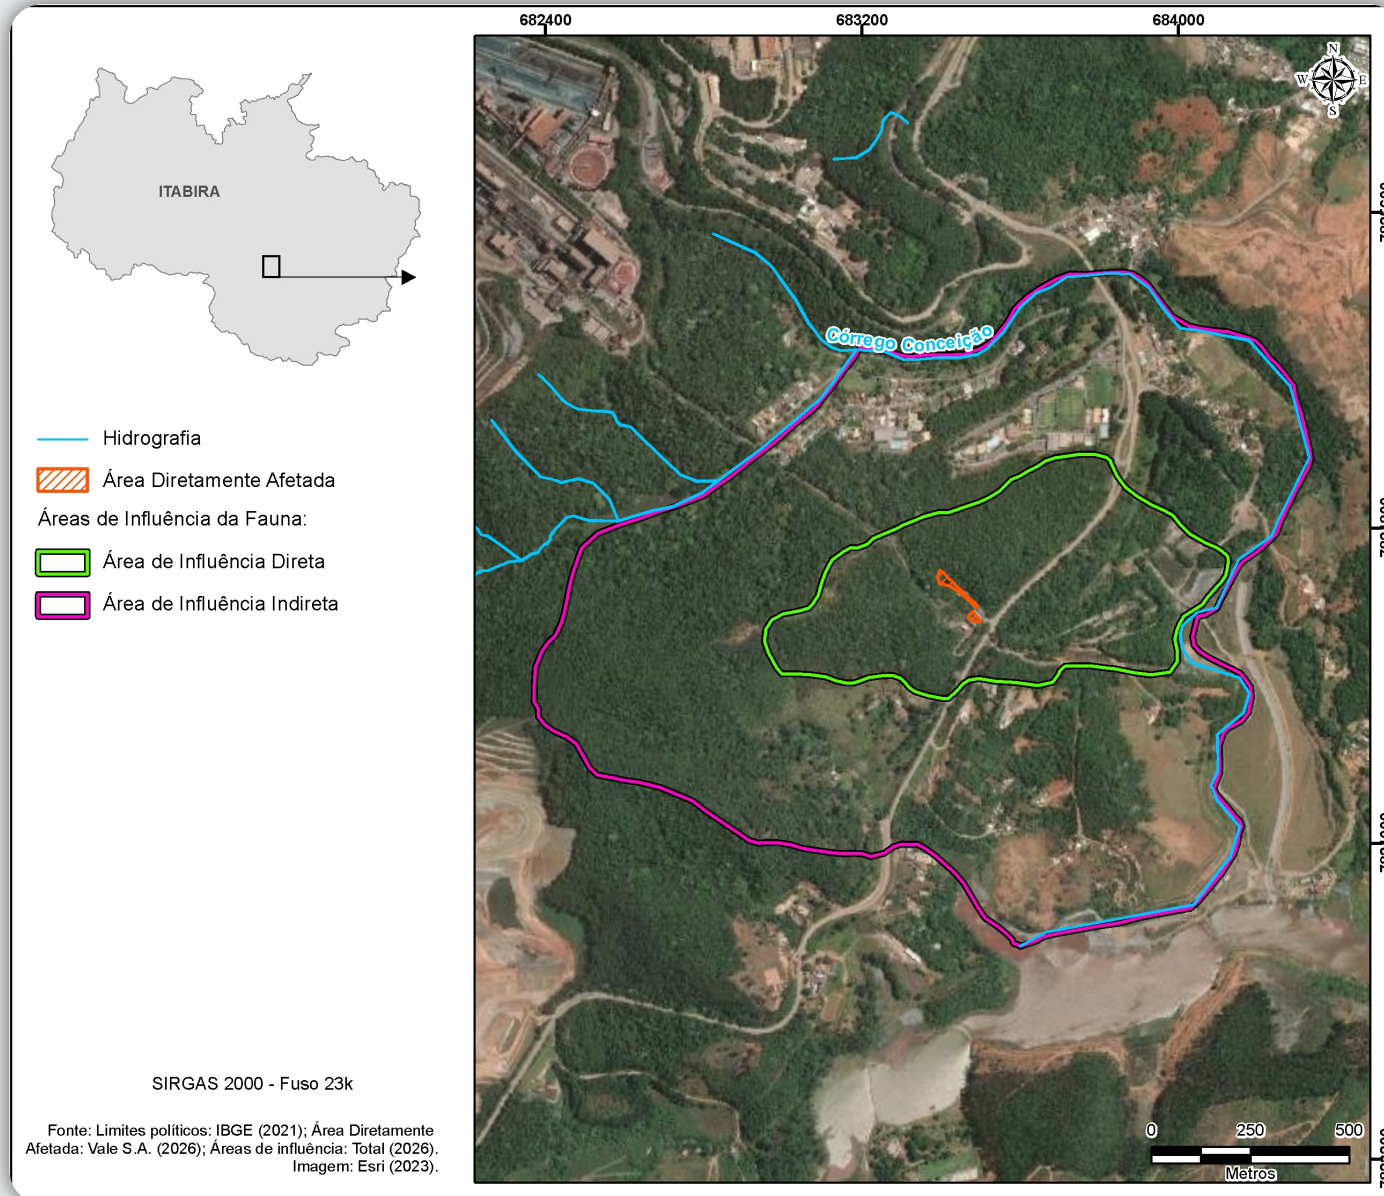 682400
683200
684000
N
W
E
S
ITABIRA
Córrego Conceição
Hidrografia
Área Diretamente Afetada
Áreas de Influência da Fauna:
Área de Influência Direta
Área de Influência Indireta
SIRGAS 2000 - Fuso 23k
Fonte: Limites políticos: IBGE (2021); Área Diretamente
Afetada: Vale S.A. (2026); Áreas de influência: Total (2026).
Imagem: Esri (2023).
0
250
500
Metros